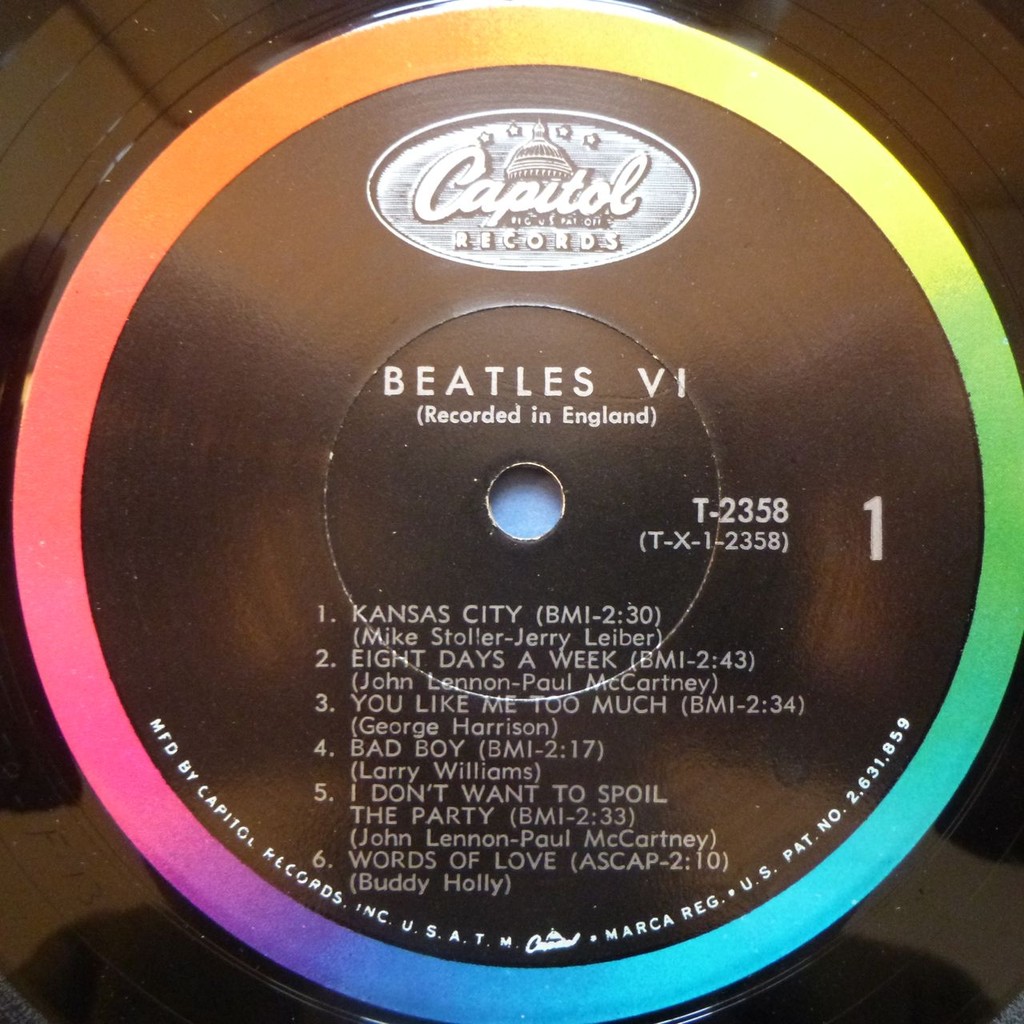 Capitol
REG US PAT OFF
RECORDS
BEATLES VI
(Recorded in England)
T-2358
(T-X-1-2358)
1
1. KANSAS CITY (BMI-2:30)
(Mike Stoller-Jerry Leiber)
2. EIGHT DAYS A WEEK (BMI-2:43)
(John Lennon-Paul McCartney)
3. YOU LIKE ME TOO MUCH (BMI-2:34)
(George Harrison)
4. BAD BOY (BMI-2:17)
(Larry Williams)
5. I DON'T WANT TO SPOIL
THE PARTY (BMI-2:33)
(John Lennon-Paul McCartney)
6. WORDS OF LOVE (ASCAP-2:10)
(Buddy Holly)
MFD BY CAPITOL RECORDS, INC. U. S. A. T. M. Capitol • MARCA REG. • U.S. PAT. NO. 2,631,859